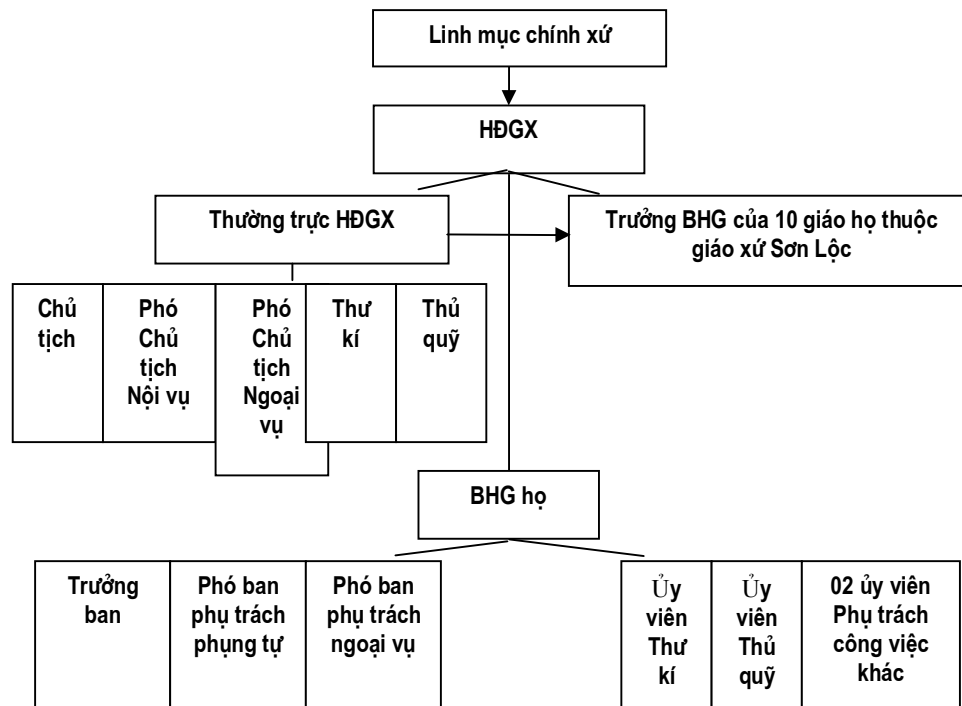 Linh mục chính xứ
HĐGX
Thường trực HĐGX
Trưởng BHG của 10 giáo họ thuộc
giáo xứ Sơn Lộc
Chủ
tịch
Phó
Chủ
tịch
Nội vụ
Phó
Chủ
tịch
Ngoại
vụ
Thư
kí
Thủ
quỹ
BHG họ
Trưởng
ban
Phó ban
phụ trách
phụng tự
Phó ban
phụ trách
ngoại vụ
Ủy
viên
Thư
kí
Ủy
viên
Thủ
quỹ
02 ủy viên
Phụ trách
công việc
khác